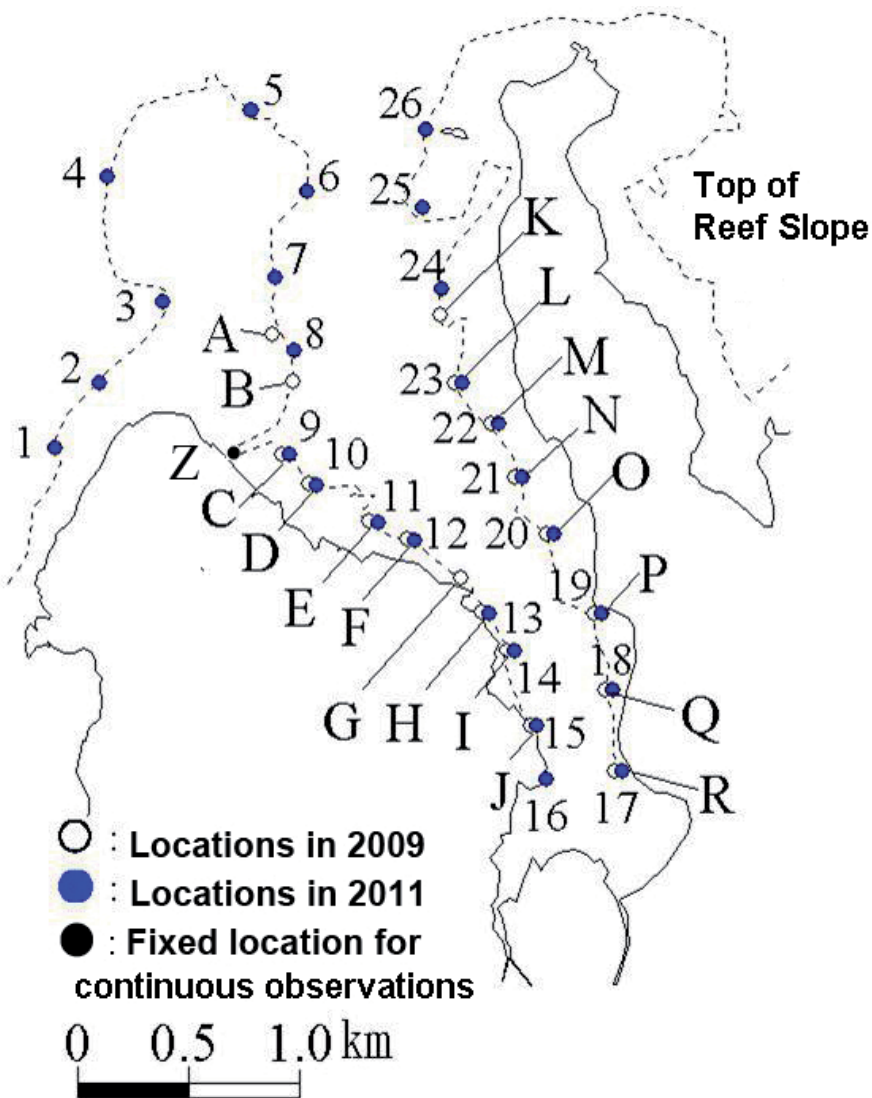 5
26
4
6
Top of
Reef Slope
25
K
7
24
L
3
A
8
M
2
B
23
N
22
1
9
Z
10
21
O
C
11
D
12
20
E
19
P
F
13
18
G
H
14
I
Q
15
J
16
17
R
: Locations in 2009
: Locations in 2011
: Fixed location for
continuous observations
0 0.5 1.0 km